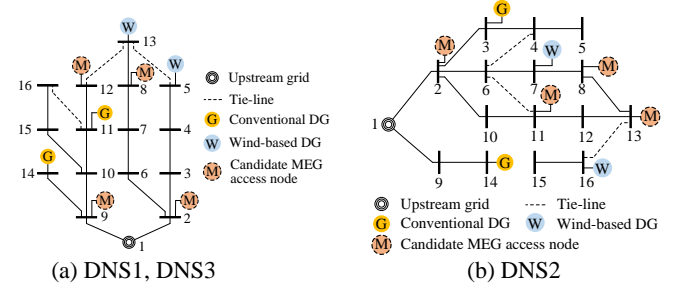 W
13
M
M
W
16
12
8
5
G
15
11
7
4
G
14
10
6
3
M
M
9
2
1
Upstream grid
Tie-line
G Conventional DG
W Wind-based DG
M Candidate MEG
access node
(a) DNS1, DNS3
G
3
4
5
M
W
M
2
6
7
8
M
M
1
10
11
12
13
G
W
9
14
15
16
Upstream grid
Tie-line
G Conventional DG
W Wind-based DG
M Candidate MEG access node
(b) DNS2